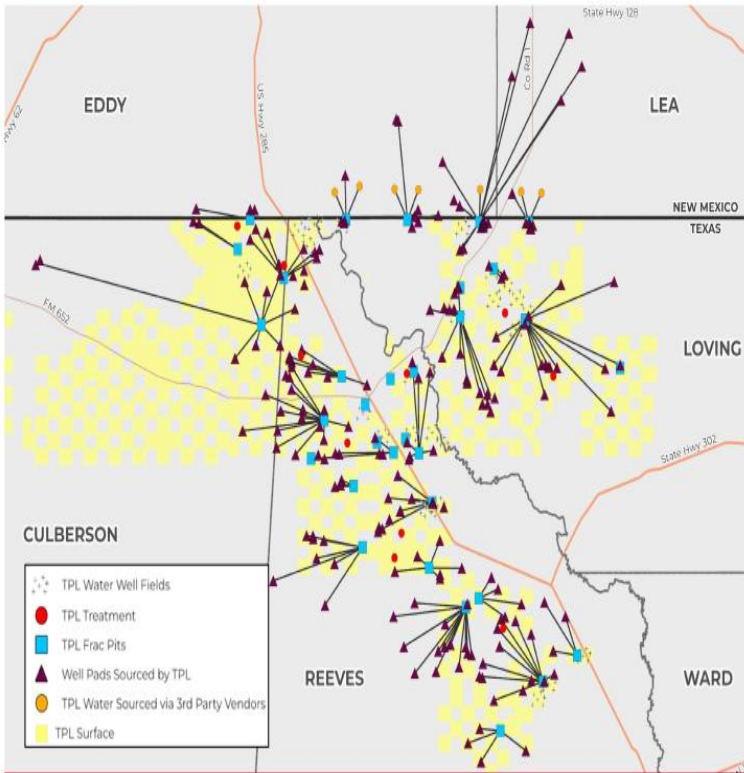 State Hwy 128
Hwy 62
EDDY
US Hwy 285
Co Rd 1
LEA
NEW MEXICO
TEXAS
FM 652
LOVING
State Hwy 302
CULBERSON
TPL Water Well Fields
TPL Treatment
TPL Frac Pits
Well Pads Sourced by TPL
TPL Water Sourced via 3rd Party Vendors
TPL Surface
REEVES
WARD